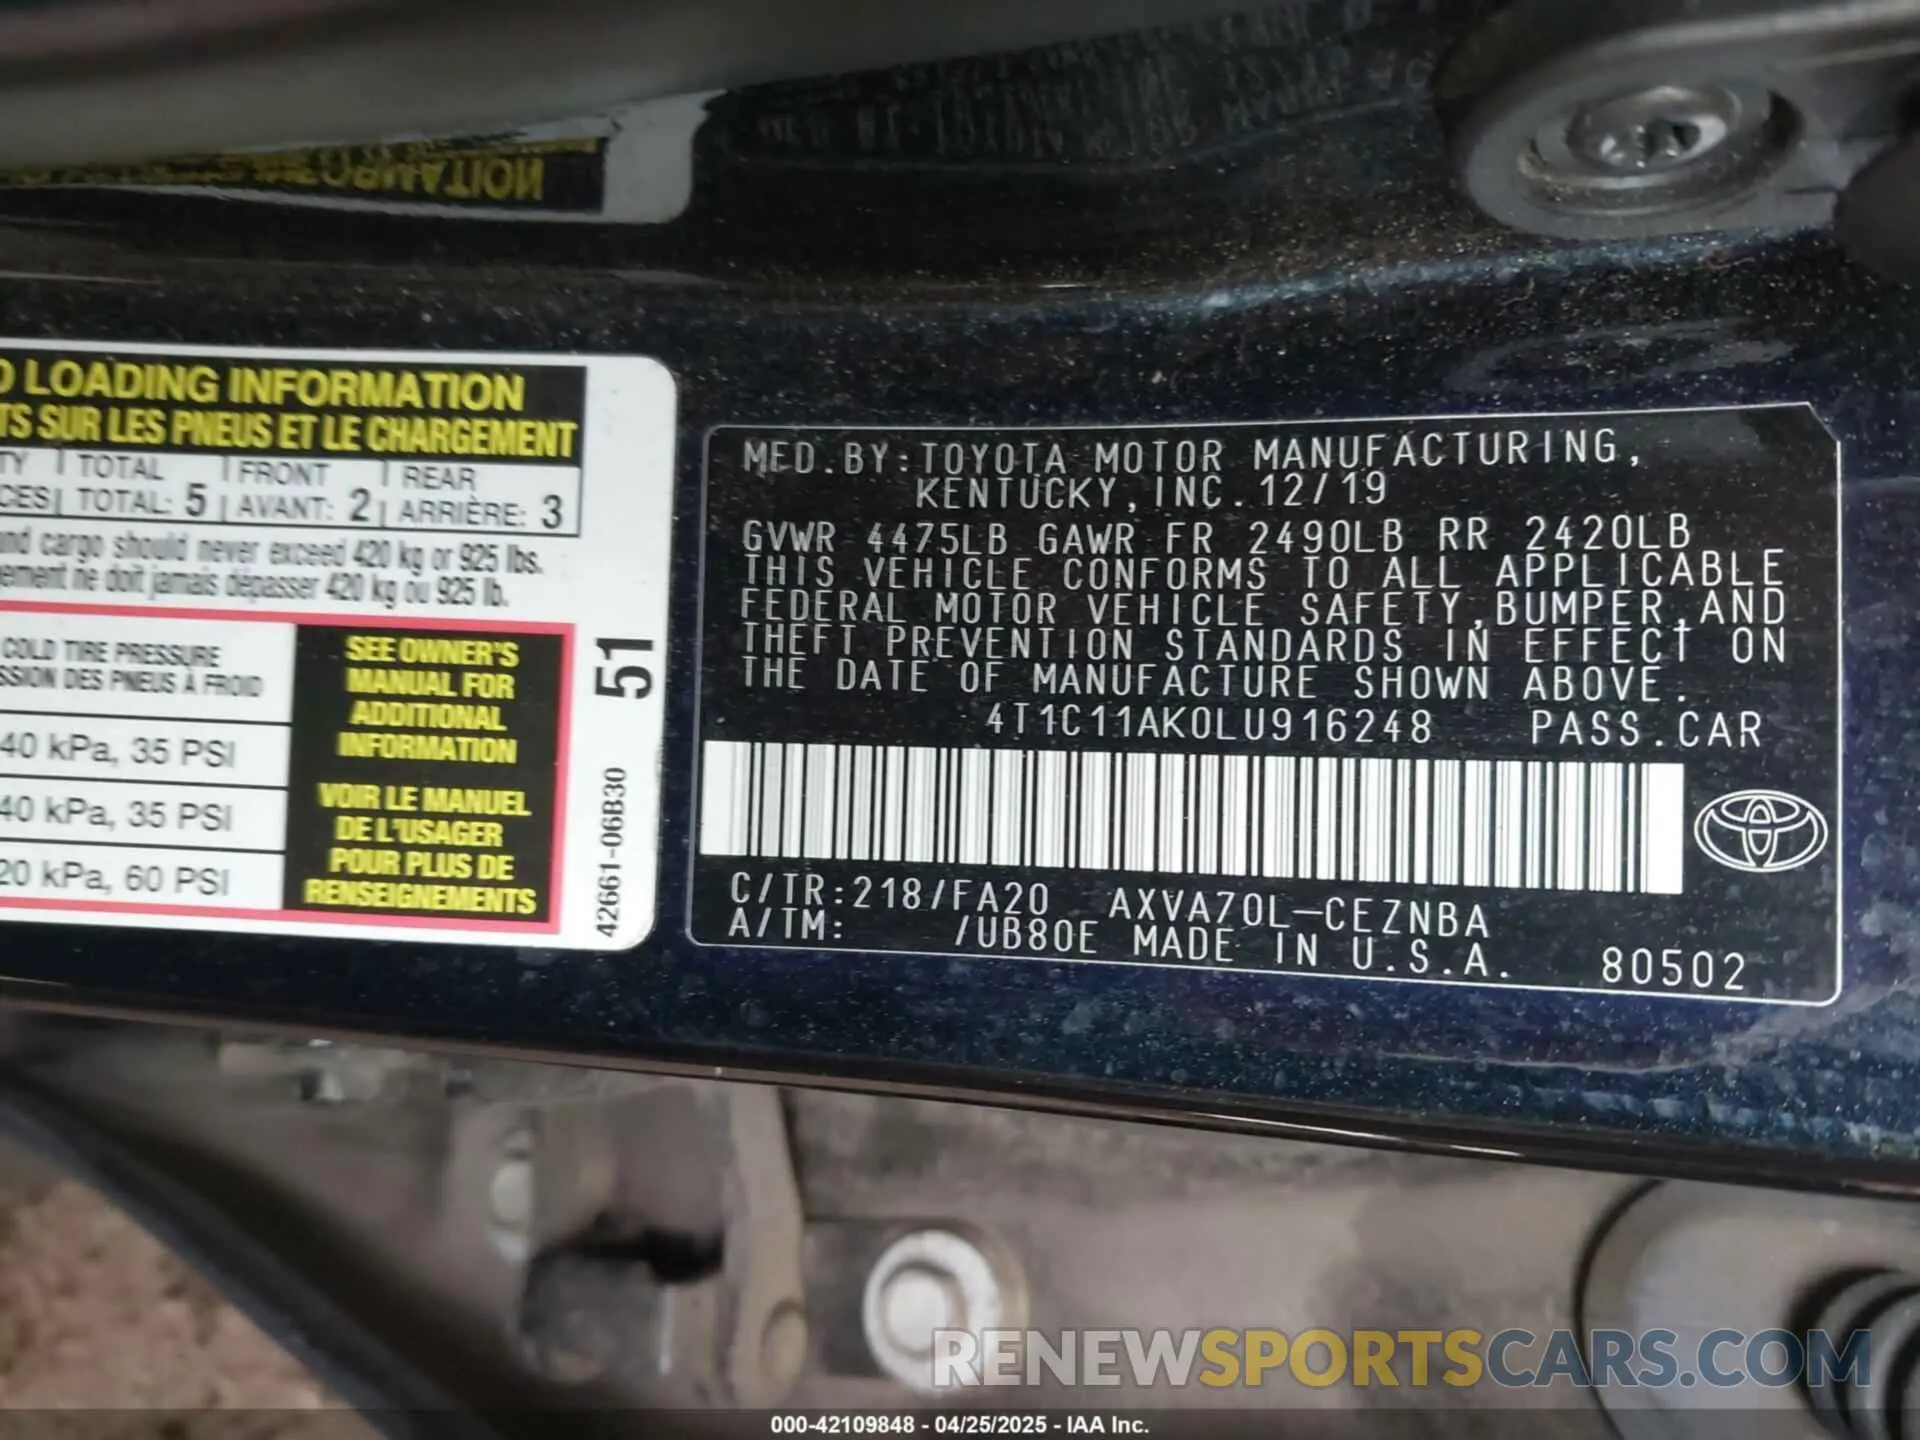 NOITAMRO
D LOADING INFORMATION
TS SUR LES PNEUS ET LE CHARGEMENT
TY TOTAL FRONT REAR
CES TOTAL: 5 AVANT: 2 ARRIÈRE: 3
and cargo should never exceed 420 kg or 925 lbs.
ement ne doit jamais dépasser 420 kg ou 925 lb.
COLD TIRE PRESSURE
SSION DES PNEUS À FROID
40 kPa, 35 PSI
40 kPa, 35 PSI
20 kPa, 60 PSI
SEE OWNER'S
MANUAL FOR
ADDITIONAL
INFORMATION
VOIR LE MANUEL
DE L'USAGER
POUR PLUS DE
RENSEIGNEMENTS
51
42661-06B30
MFD.BY:TOYOTA MOTOR MANUFACTURING,
KENTUCKY,INC.12/19
GVWR 4475LB GAWR FR 2490LB RR 2420LB
THIS VEHICLE CONFORMS TO ALL APPLICABLE
FEDERAL MOTOR VEHICLE SAFETY,BUMPER,AND
THEFT PREVENTION STANDARDS IN EFFECT ON
THE DATE OF MANUFACTURE SHOWN ABOVE.
4T1C11AK0LU916248 PASS.CAR
C/TR:218/FA20 AXVA70L-CEZNBA
A/TM: /UB80E MADE IN U.S.A. 80502
RENEWSPORTSCARS.COM
000-42109848 - 04/25/2025 - IAA Inc.